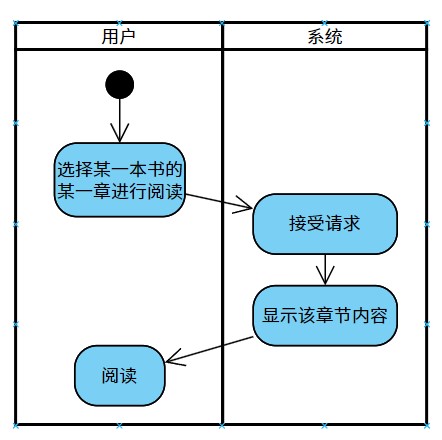 用户
系统
选择某一本书的
某一章进行阅读
接受请求
显示该章节内容
阅读